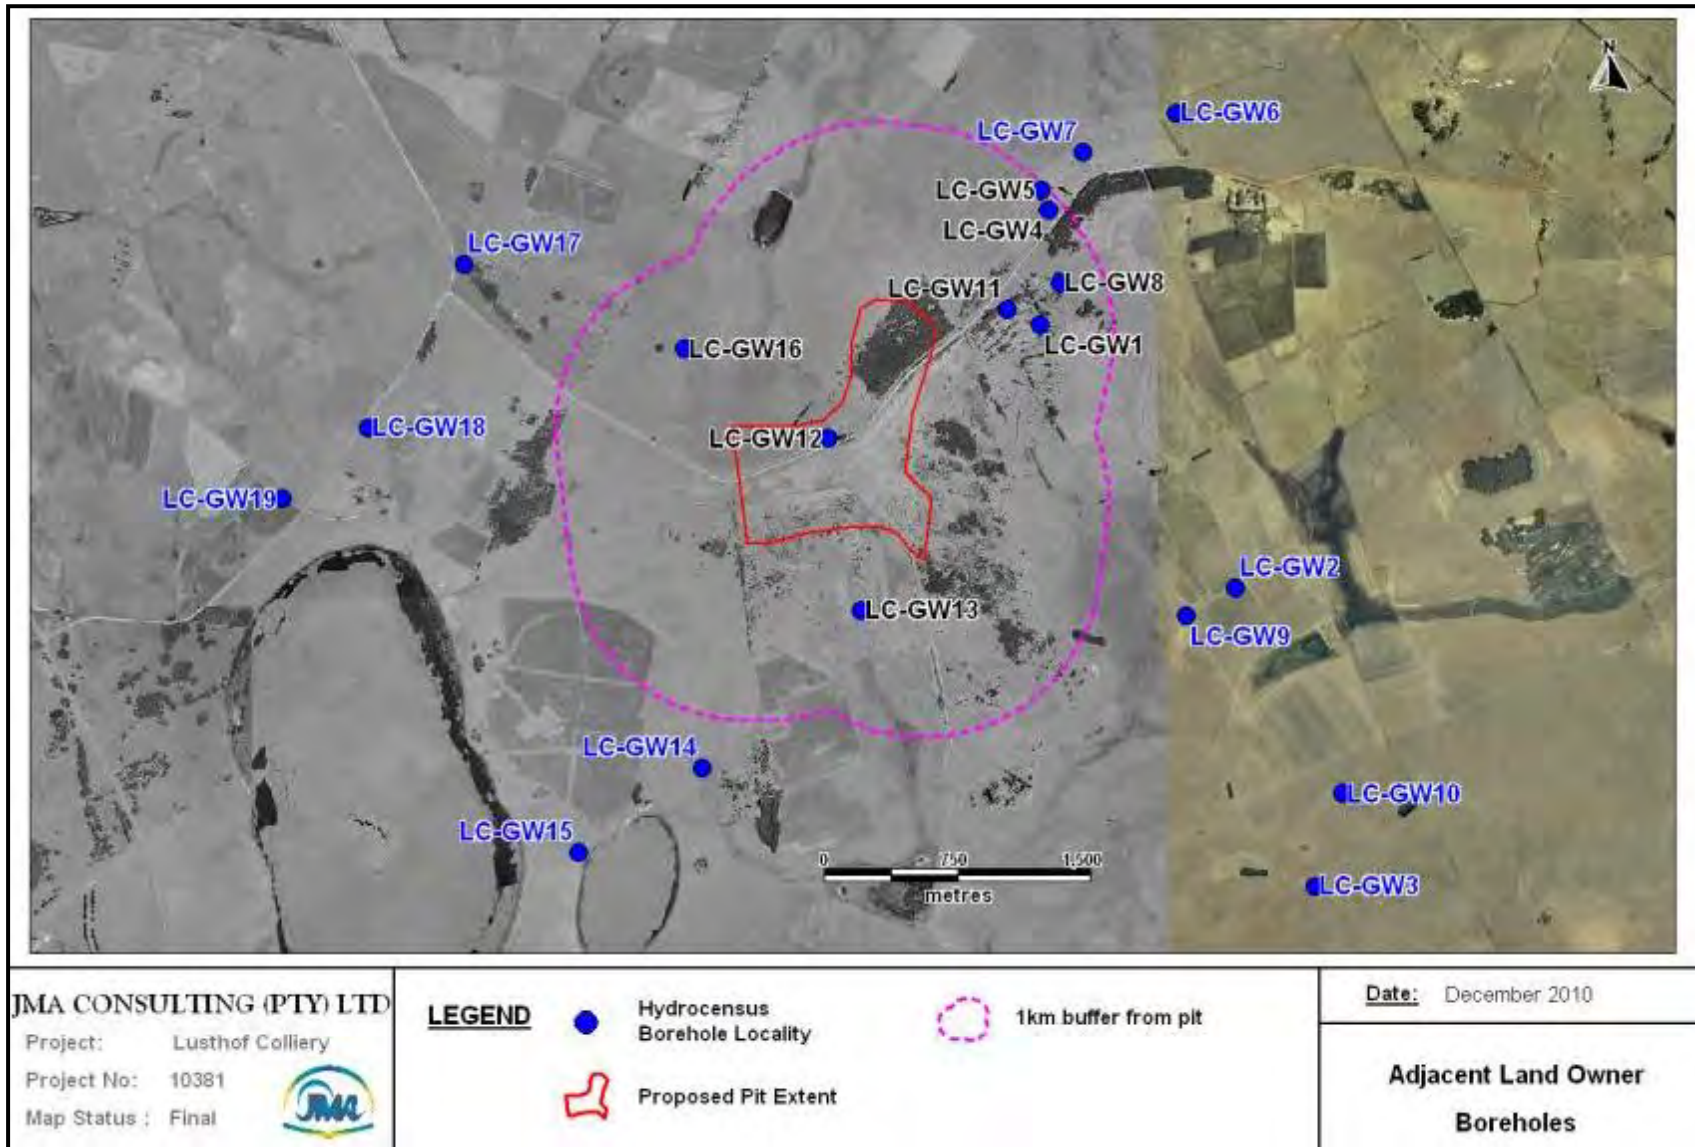 N
LC-GW6
LC-GW7
LC-GW5
LC-GW4
LC-GW17
LC-GW8
LC-GW11
LC-GW1
LC-GW16
LC-GW18
LC-GW12
LC-GW19
LC-GW2
LC-GW13
LC-GW9
LC-GW14
LC-GW10
LC-GW15
0 750 1,500
metres
LC-GW3
JMA CONSULTING (PTY) LTD
Project: Lusthof Colliery
Project No: 10381
Map Status : Final
JMA
LEGEND
Hydrocensus
Borehole Locality
1km buffer from pit
Proposed Pit Extent
Date: December 2010
Adjacent Land Owner
Boreholes